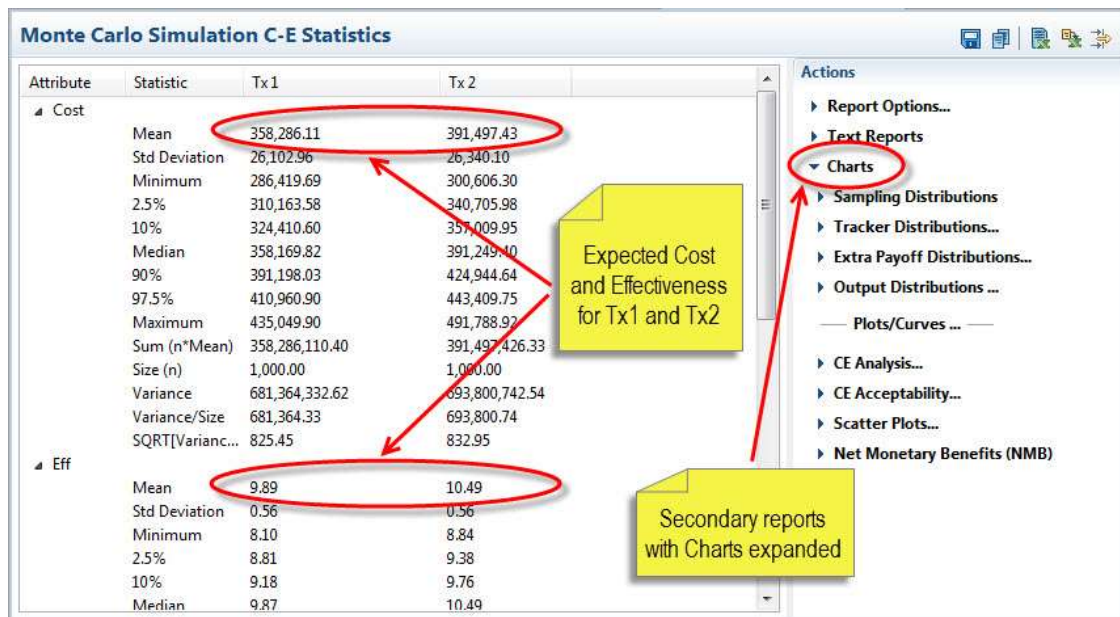 Monte Carlo Simulation C-E Statistics
Attribute Statistic Tx 1 Tx 2
Cost
Mean 358,286.11 391,497.43
Std Deviation 26,102.96 26,340.10
Minimum 286,419.69 300,606.30
2.5% 310,163.58 340,705.98
10% 324,410.60 357,009.95
Median 358,169.82 391,249.40
90% 391,198.03 424,944.64
97.5% 410,960.90 443,409.75
Maximum 435,049.90 491,788.92
Sum (n*Mean) 358,286,110.40 391,497,426.33
Size (n) 1,000.00 1,000.00
Variance 681,364,332.62 693,800,742.54
Variance/Size 681,364.33 693,800.74
SQRT[Varianc... 825.45 832.95
Eff
Mean 9.89 10.49
Std Deviation 0.56 0.56
Minimum 8.10 8.84
2.5% 8.81 9.38
10% 9.18 9.76
Median 9.87 10.49
Expected Cost
and Effectiveness
for Tx1 and Tx2
Actions
Report Options...
Text Reports
Charts
Sampling Distributions
Tracker Distributions...
Extra Payoff Distributions...
Output Distributions ...
Plots/Curves ...
CE Analysis...
CE Acceptability...
Scatter Plots...
Net Monetary Benefits (NMB)
Secondary reports
with Charts expanded